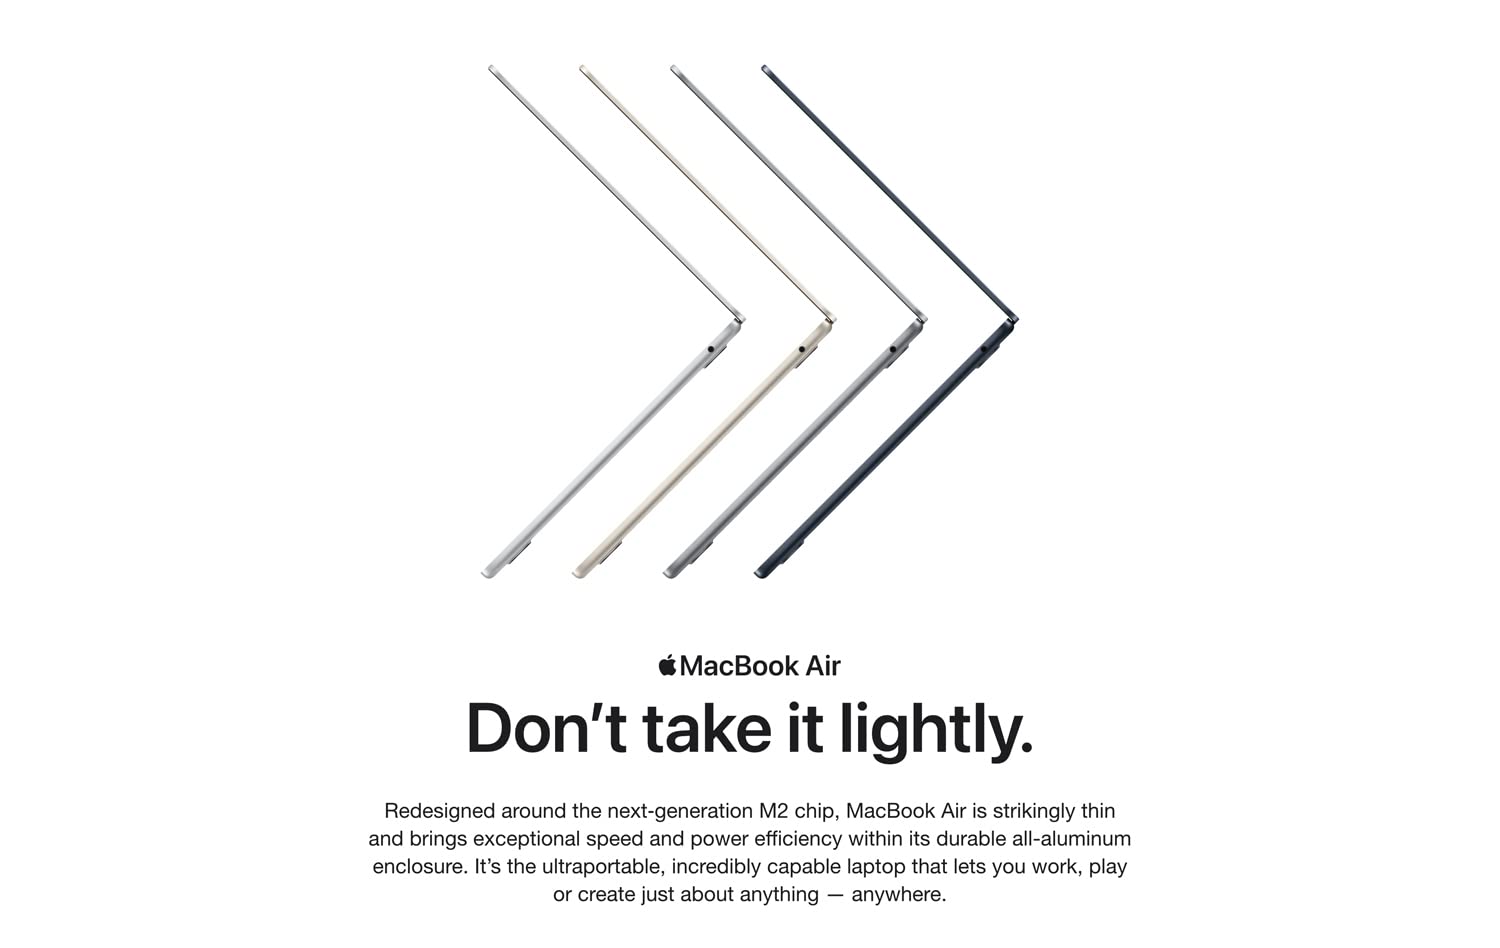 MacBook Air
Don’t take it lightly.
Redesigned around the next-generation M2 chip, MacBook Air is strikingly thin
and brings exceptional speed and power efficiency within its durable all-aluminum
enclosure. It’s the ultraportable, incredibly capable laptop that lets you work, play
or create just about anything — anywhere.